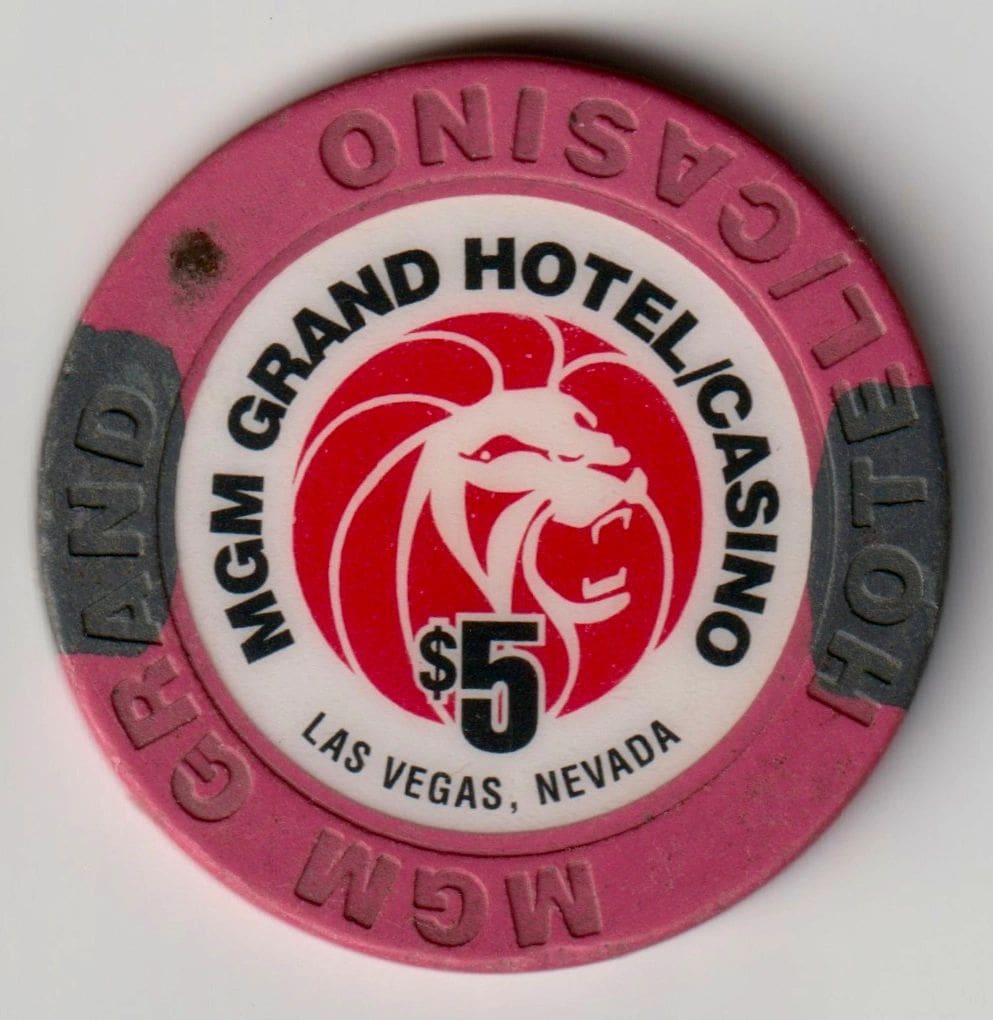 MGM GRAND HOTEL/CASINO
$5
LAS VEGAS, NEVADA
MGM GRAND HOTEL/CASINO